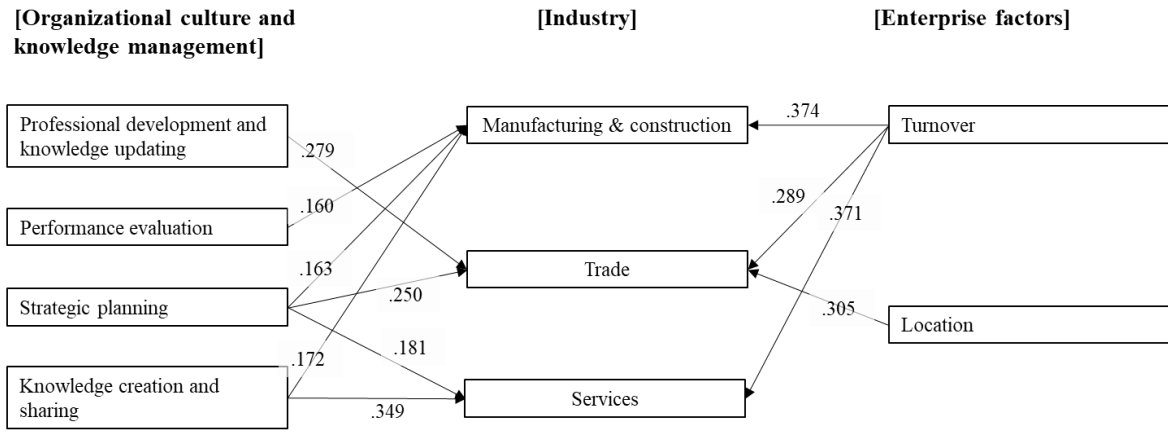 [Organizational culture and
knowledge management]
[Industry]
[Enterprise factors]
Professional development and
knowledge updating
Manufacturing & construction
.374
Turnover
.279
.160
Performance evaluation
.289
.371
.163
Trade
.250
Strategic planning
.305
Location
.172
.181
Knowledge creation and
sharing
.349
Services